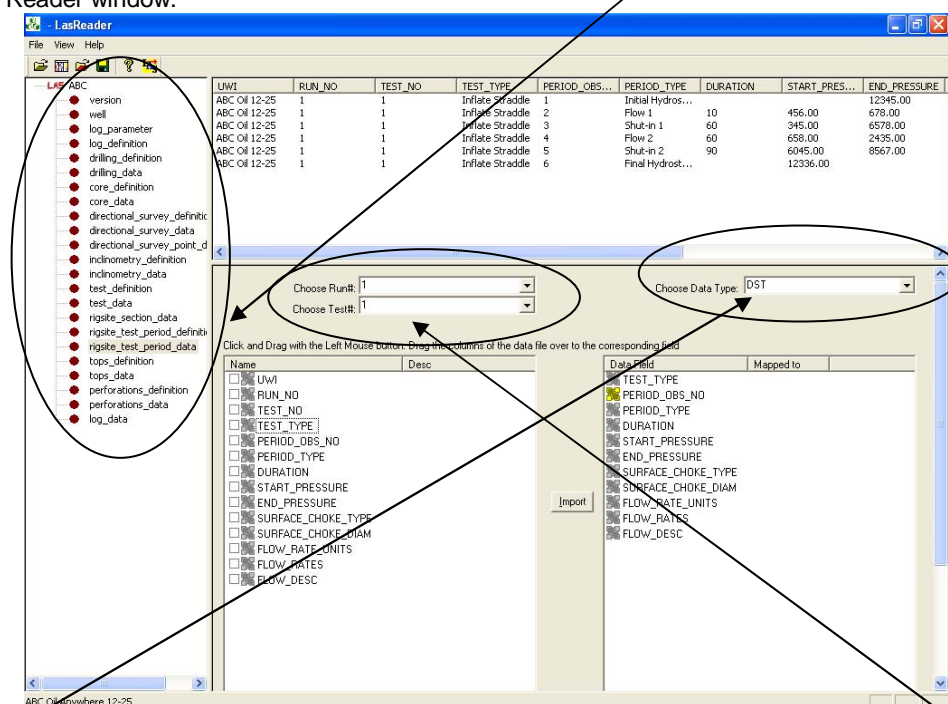 Reader window.
- LasReader
File View Help
LAS ABC
version
well
log_parameter
log_definition
drilling_definition
drilling_data
core_definition
core_data
directional_survey_definitic
directional_survey_data
directional_survey_point_d
inclinometry_definition
inclinometry_data
test_definition
test_data
rigsite_section_data
rigsite_test_period_definiti
rigsite_test_period_data
tops_definition
tops_data
perforations_definition
perforations_data
log_data
UWI RUN_NO TEST_NO TEST_TYPE PERIOD_OBS... PERIOD_TYPE DURATION START_PRES... END_PRESSURE
ABC Oil 12-25 1 1 Inflate Straddle 1 Initial Hydros... 12345.00
ABC Oil 12-25 1 1 Inflate Straddle 2 Flow 1 10 456.00 678.00
ABC Oil 12-25 1 1 Inflate Straddle 3 Shut-in 1 60 345.00 6578.00
ABC Oil 12-25 1 1 Inflate Straddle 4 Flow 2 60 658.00 2435.00
ABC Oil 12-25 1 1 Inflate Straddle 5 Shut-in 2 90 6045.00 8567.00
ABC Oil 12-25 1 1 Inflate Straddle 6 Final Hydrost... 12336.00
Choose Run#: 1
Choose Test#: 1
Choose Data Type: DST
Click and Drag with the Left Mouse button. Drag the columns of the data file over to the corresponding field
Name Desc
UWI
RUN_NO
TEST_NO
TEST_TYPE
PERIOD_OBS_NO
PERIOD_TYPE
DURATION
START_PRESSURE
END_PRESSURE
SURFACE_CHOKE_TYPE
SURFACE_CHOKE_DIAM
FLOW_RATE_UNITS
FLOW_RATES
FLOW_DESC
Import
Data Field Mapped to
TEST_TYPE
PERIOD_OBS_NO
PERIOD_TYPE
DURATION
START_PRESSURE
END_PRESSURE
SURFACE_CHOKE_TYPE
SURFACE_CHOKE_DIAM
FLOW_RATE_UNITS
FLOW_RATES
FLOW_DESC
ABC Oil Anywhere 12-25